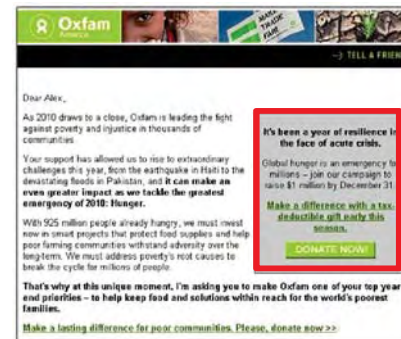 Oxfam
America
MAKE
TRADE
FAIR
TELL A FRIEN
Dear Alex,
As 2010 draws to a close, Oxfam is leading the fight
against poverty and injustice in thousands of
communities.
Your support has allowed us to rise to extraordinary
challenges this year, from the earthquake in Haiti to the
devastating floods in Pakistan, and it can make an
even greater impact as we tackle the greatest
emergency of 2010: Hunger.
With 925 million people already hungry, we must invest
now in smart projects that protect food supplies and help
poor farming communities withstand adversity over the
long-term. We must address poverty's root causes to
break the cycle for millions of people.
That's why at this unique moment, I'm asking you to make Oxfam one of your top year
end priorities – to help keep food and solutions within reach for the world's poorest
families.
Make a lasting difference for poor communities. Please, donate now >>
It's been a year of resilience in
the face of acute crisis.
Global hunger is an emergency fo
millions – join our campaign to
raise $1 million by December 31.
Make a difference with a tax-
deductible gift early this
season.
DONATE NOW!